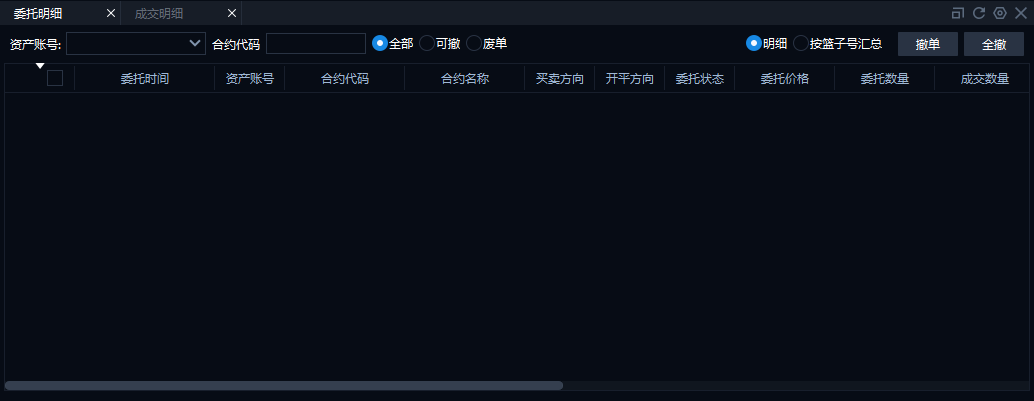 委托明细 成交明细
资产账号: 合约代码 全部 可撤 废单 明细 按篮子号汇总 撤单 全撤
委托时间 资产账号 合约代码 合约名称 买卖方向 开平方向 委托状态 委托价格 委托数量 成交数量